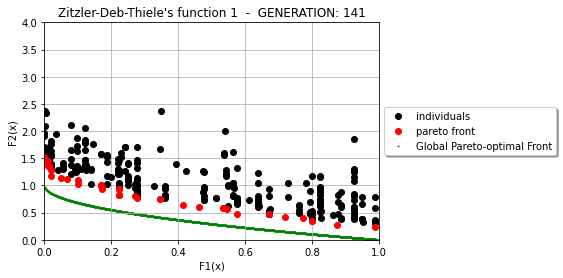 Zitzler-Deb-Thiele's function 1 - GENERATION: 141
4.0
3.5
3.0
2.5
2.0
1.5
1.0
0.5
0.0
F2(x)
0.0 0.2 0.4 0.6 0.8 1.0
F1(x)
individuals
pareto front
Global Pareto-optimal Front